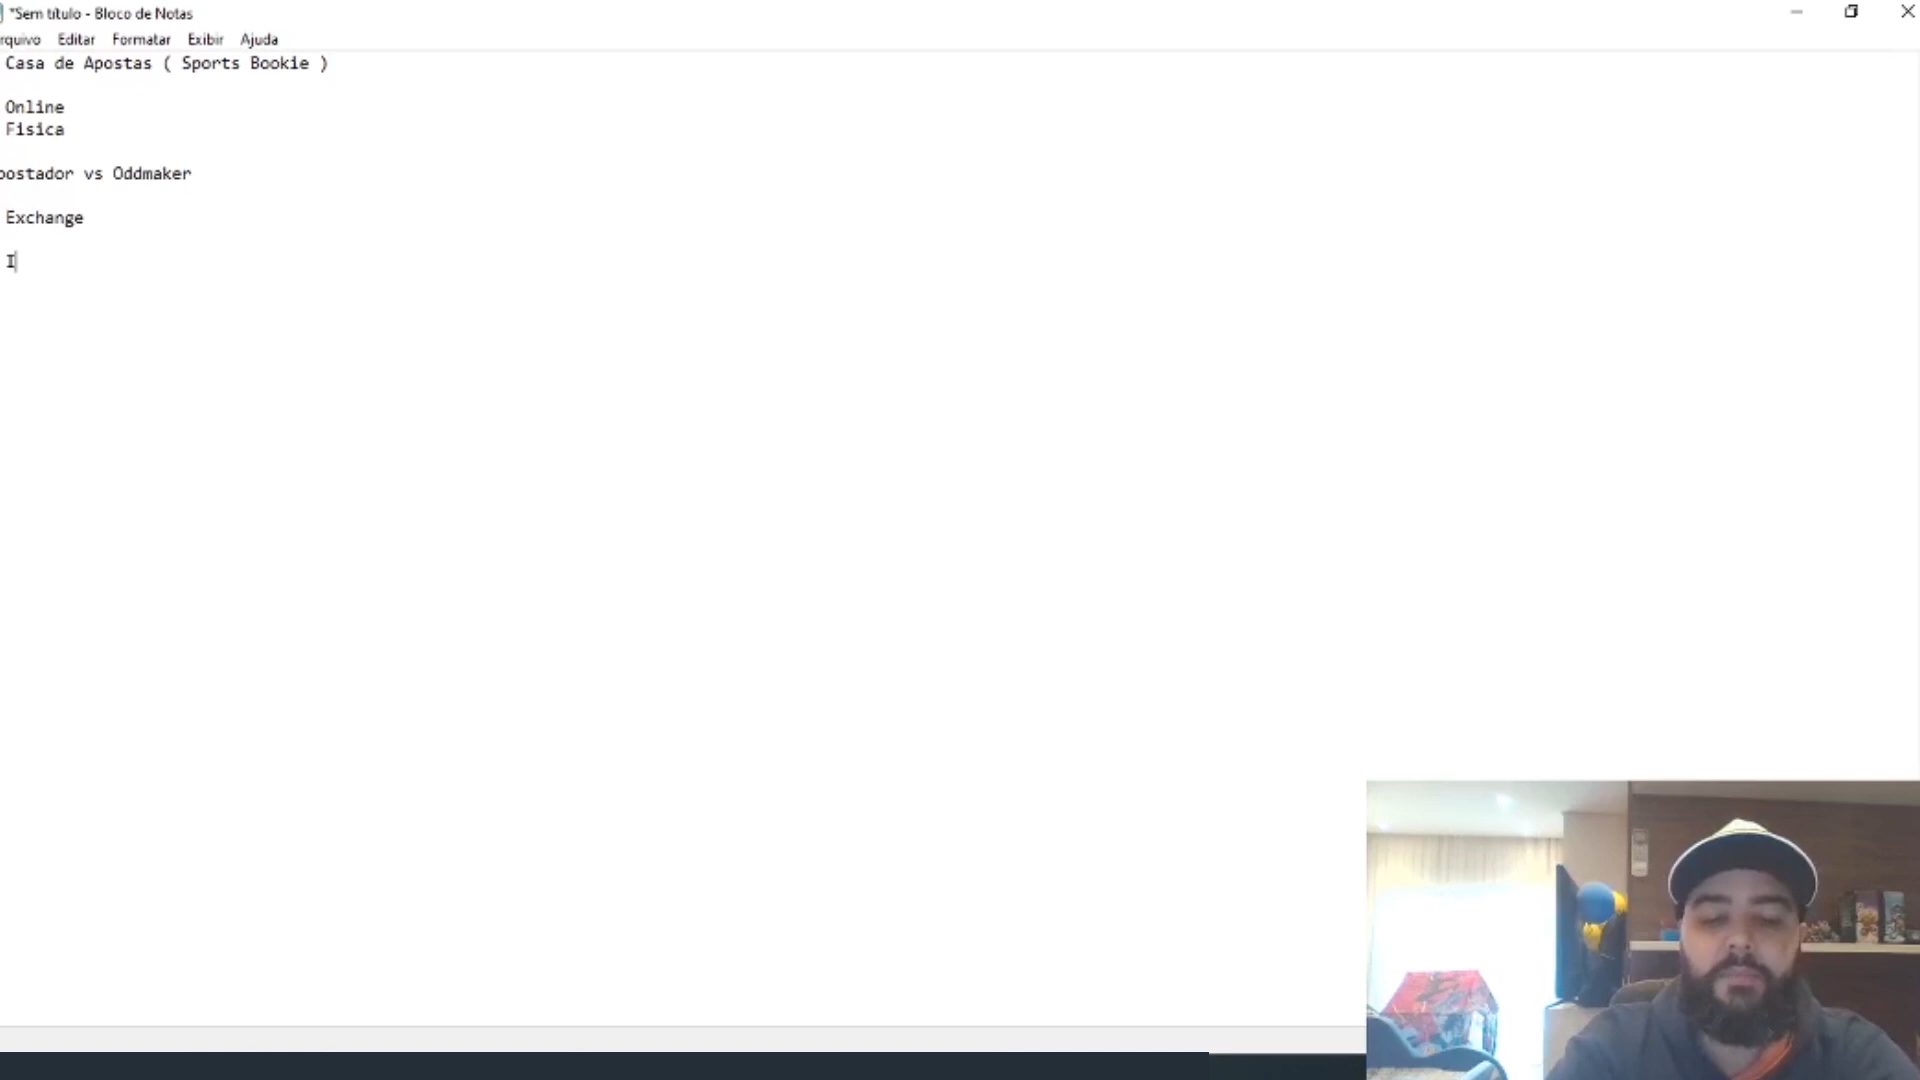 *Sem título - Bloco de Notas
rquivo Editar Formatar Exibir Ajuda
Casa de Apostas ( Sports Bookie )
Online
Fisica
postador vs Oddmaker
Exchange